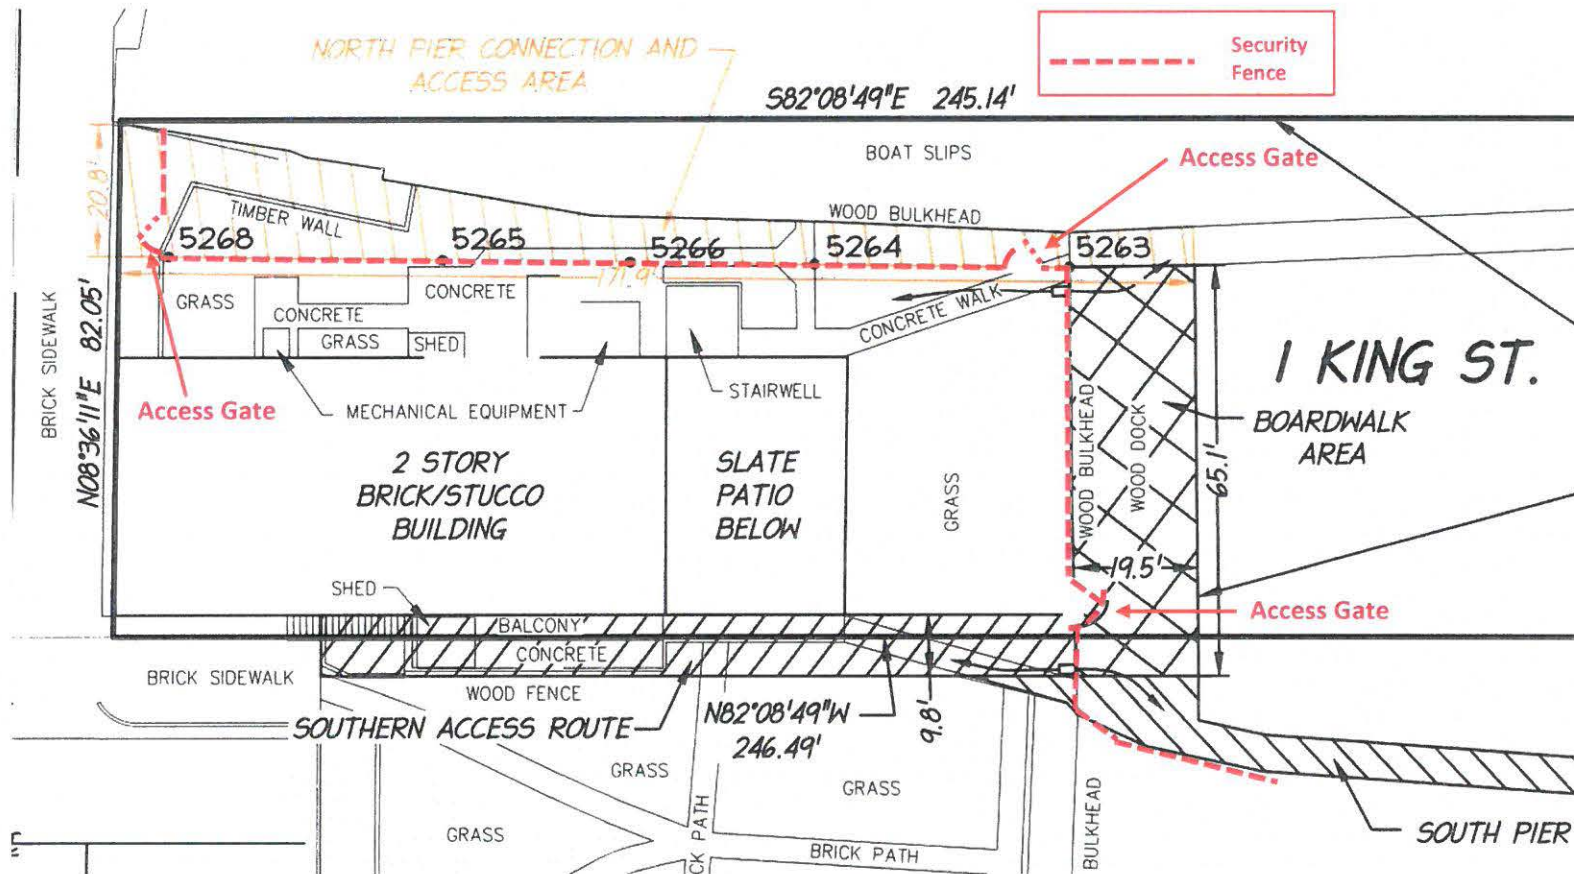 NORTH PIER CONNECTION AND
ACCESS AREA
Security
Fence
S82°08'49"E 245.14'
BOAT SLIPS
Access Gate
20.8'
TIMBER WALL
WOOD BULKHEAD
5268
5265
5266
5264
5263
171.9'
GRASS
CONCRETE
CONCRETE
GRASS
SHED
CONCRETE WALK
BRICK SIDEWALK
N08°36'11"E 82.05'
Access Gate
MECHANICAL EQUIPMENT
STAIRWELL
1 KING ST.
BOARDWALK
AREA
WOOD BULKHEAD
WOOD DOCK
65.1'
2 STORY
BRICK/STUCCO
BUILDING
SLATE
PATIO
BELOW
GRASS
19.5'
SHED
Access Gate
BALCONY
CONCRETE
BRICK SIDEWALK
WOOD FENCE
SOUTHERN ACCESS ROUTE
N82°08'49"W
246.49'
9.8'
GRASS
GRASS
GRASS
CK PATH
BRICK PATH
BULKHEAD
SOUTH PIER